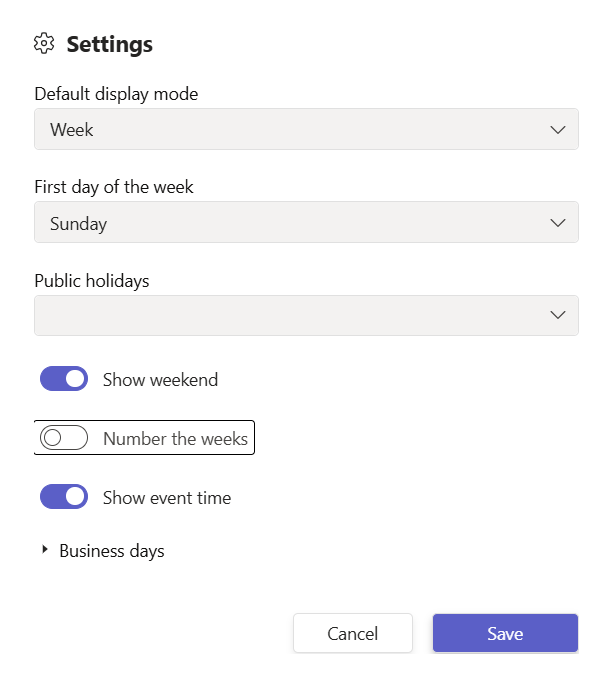 Settings
Default display mode
Week
First day of the week
Sunday
Public holidays
Show weekend
Number the weeks
Show event time
Business days
Cancel
Save